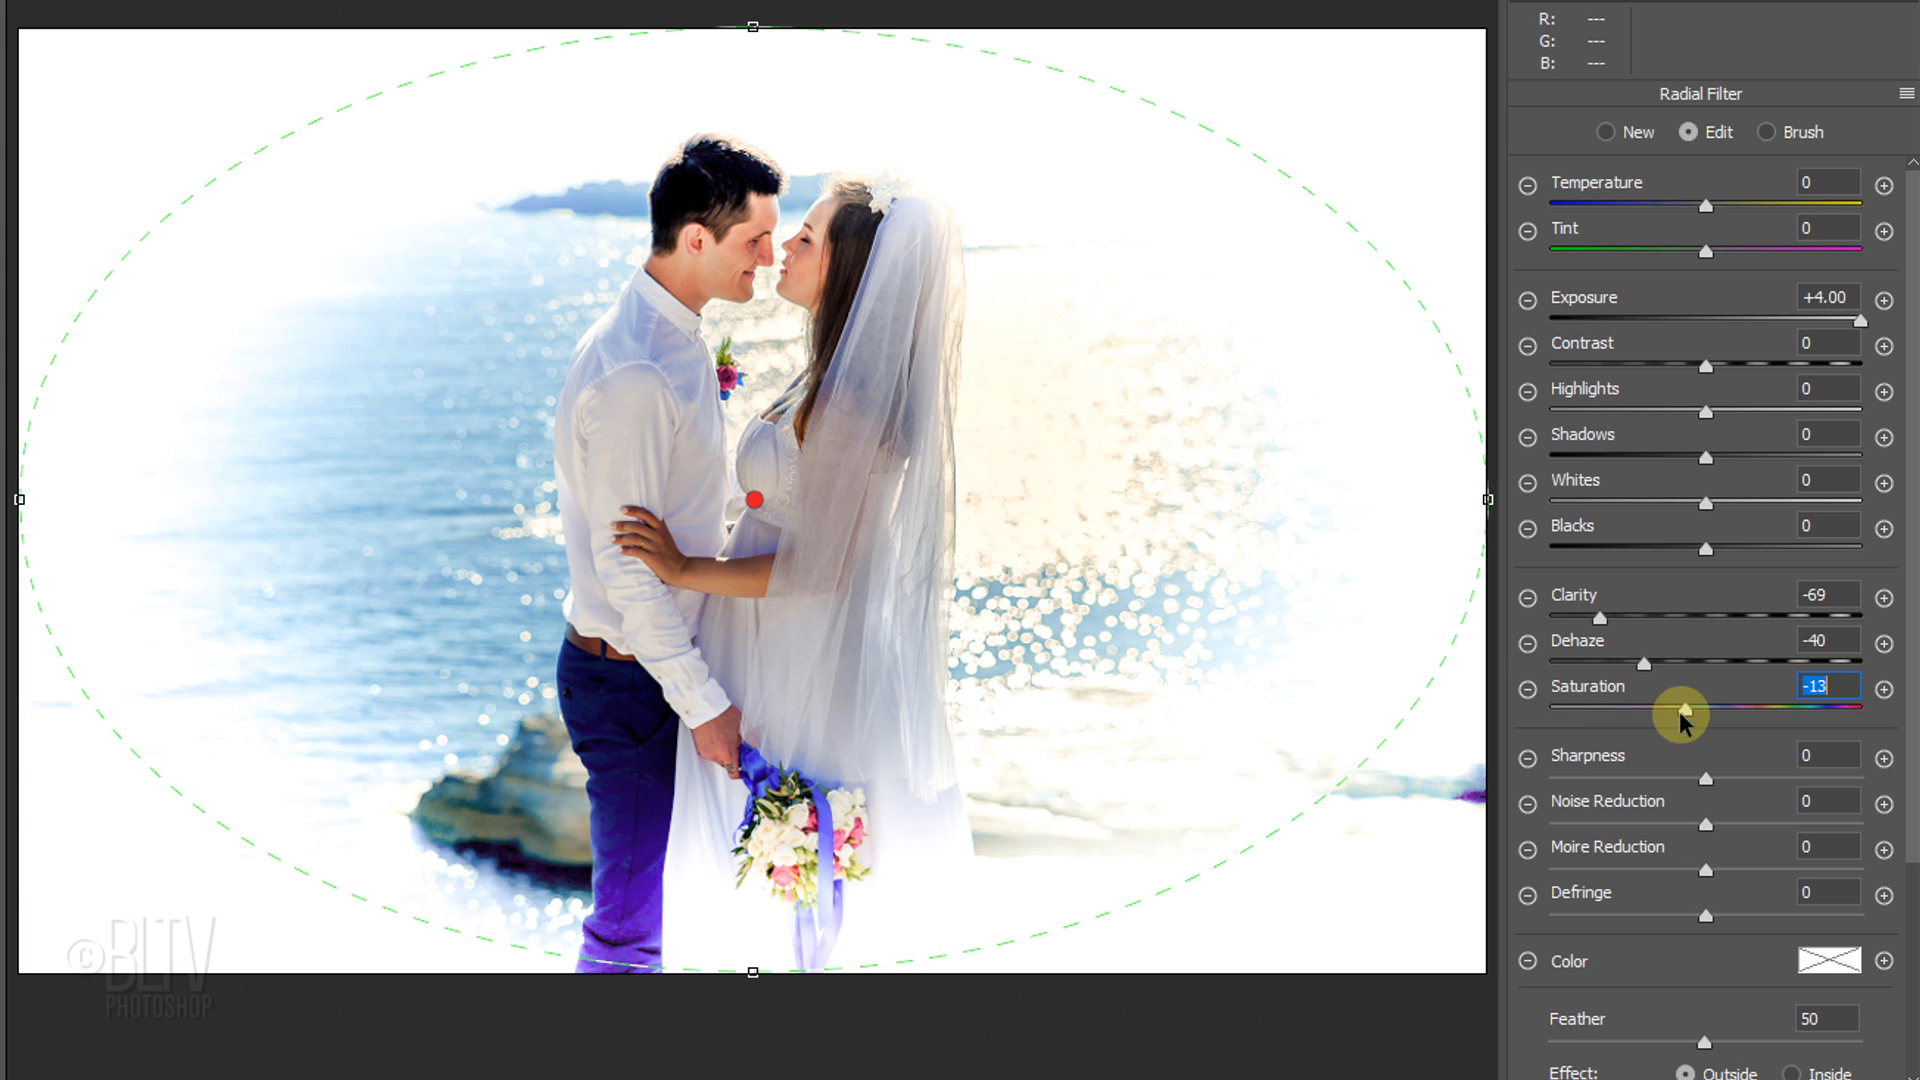 R: ---
G: ---
B: ---
Radial Filter
New Edit Brush
Temperature 0
Tint 0
Exposure +4.00
Contrast 0
Highlights 0
Shadows 0
Whites 0
Blacks 0
Clarity -69
Dehaze -40
Saturation -13
Sharpness 0
Noise Reduction 0
Moire Reduction 0
Defringe 0
Color
Feather 50
Effect: Outside Inside
© BLTV
PHOTOSHOP